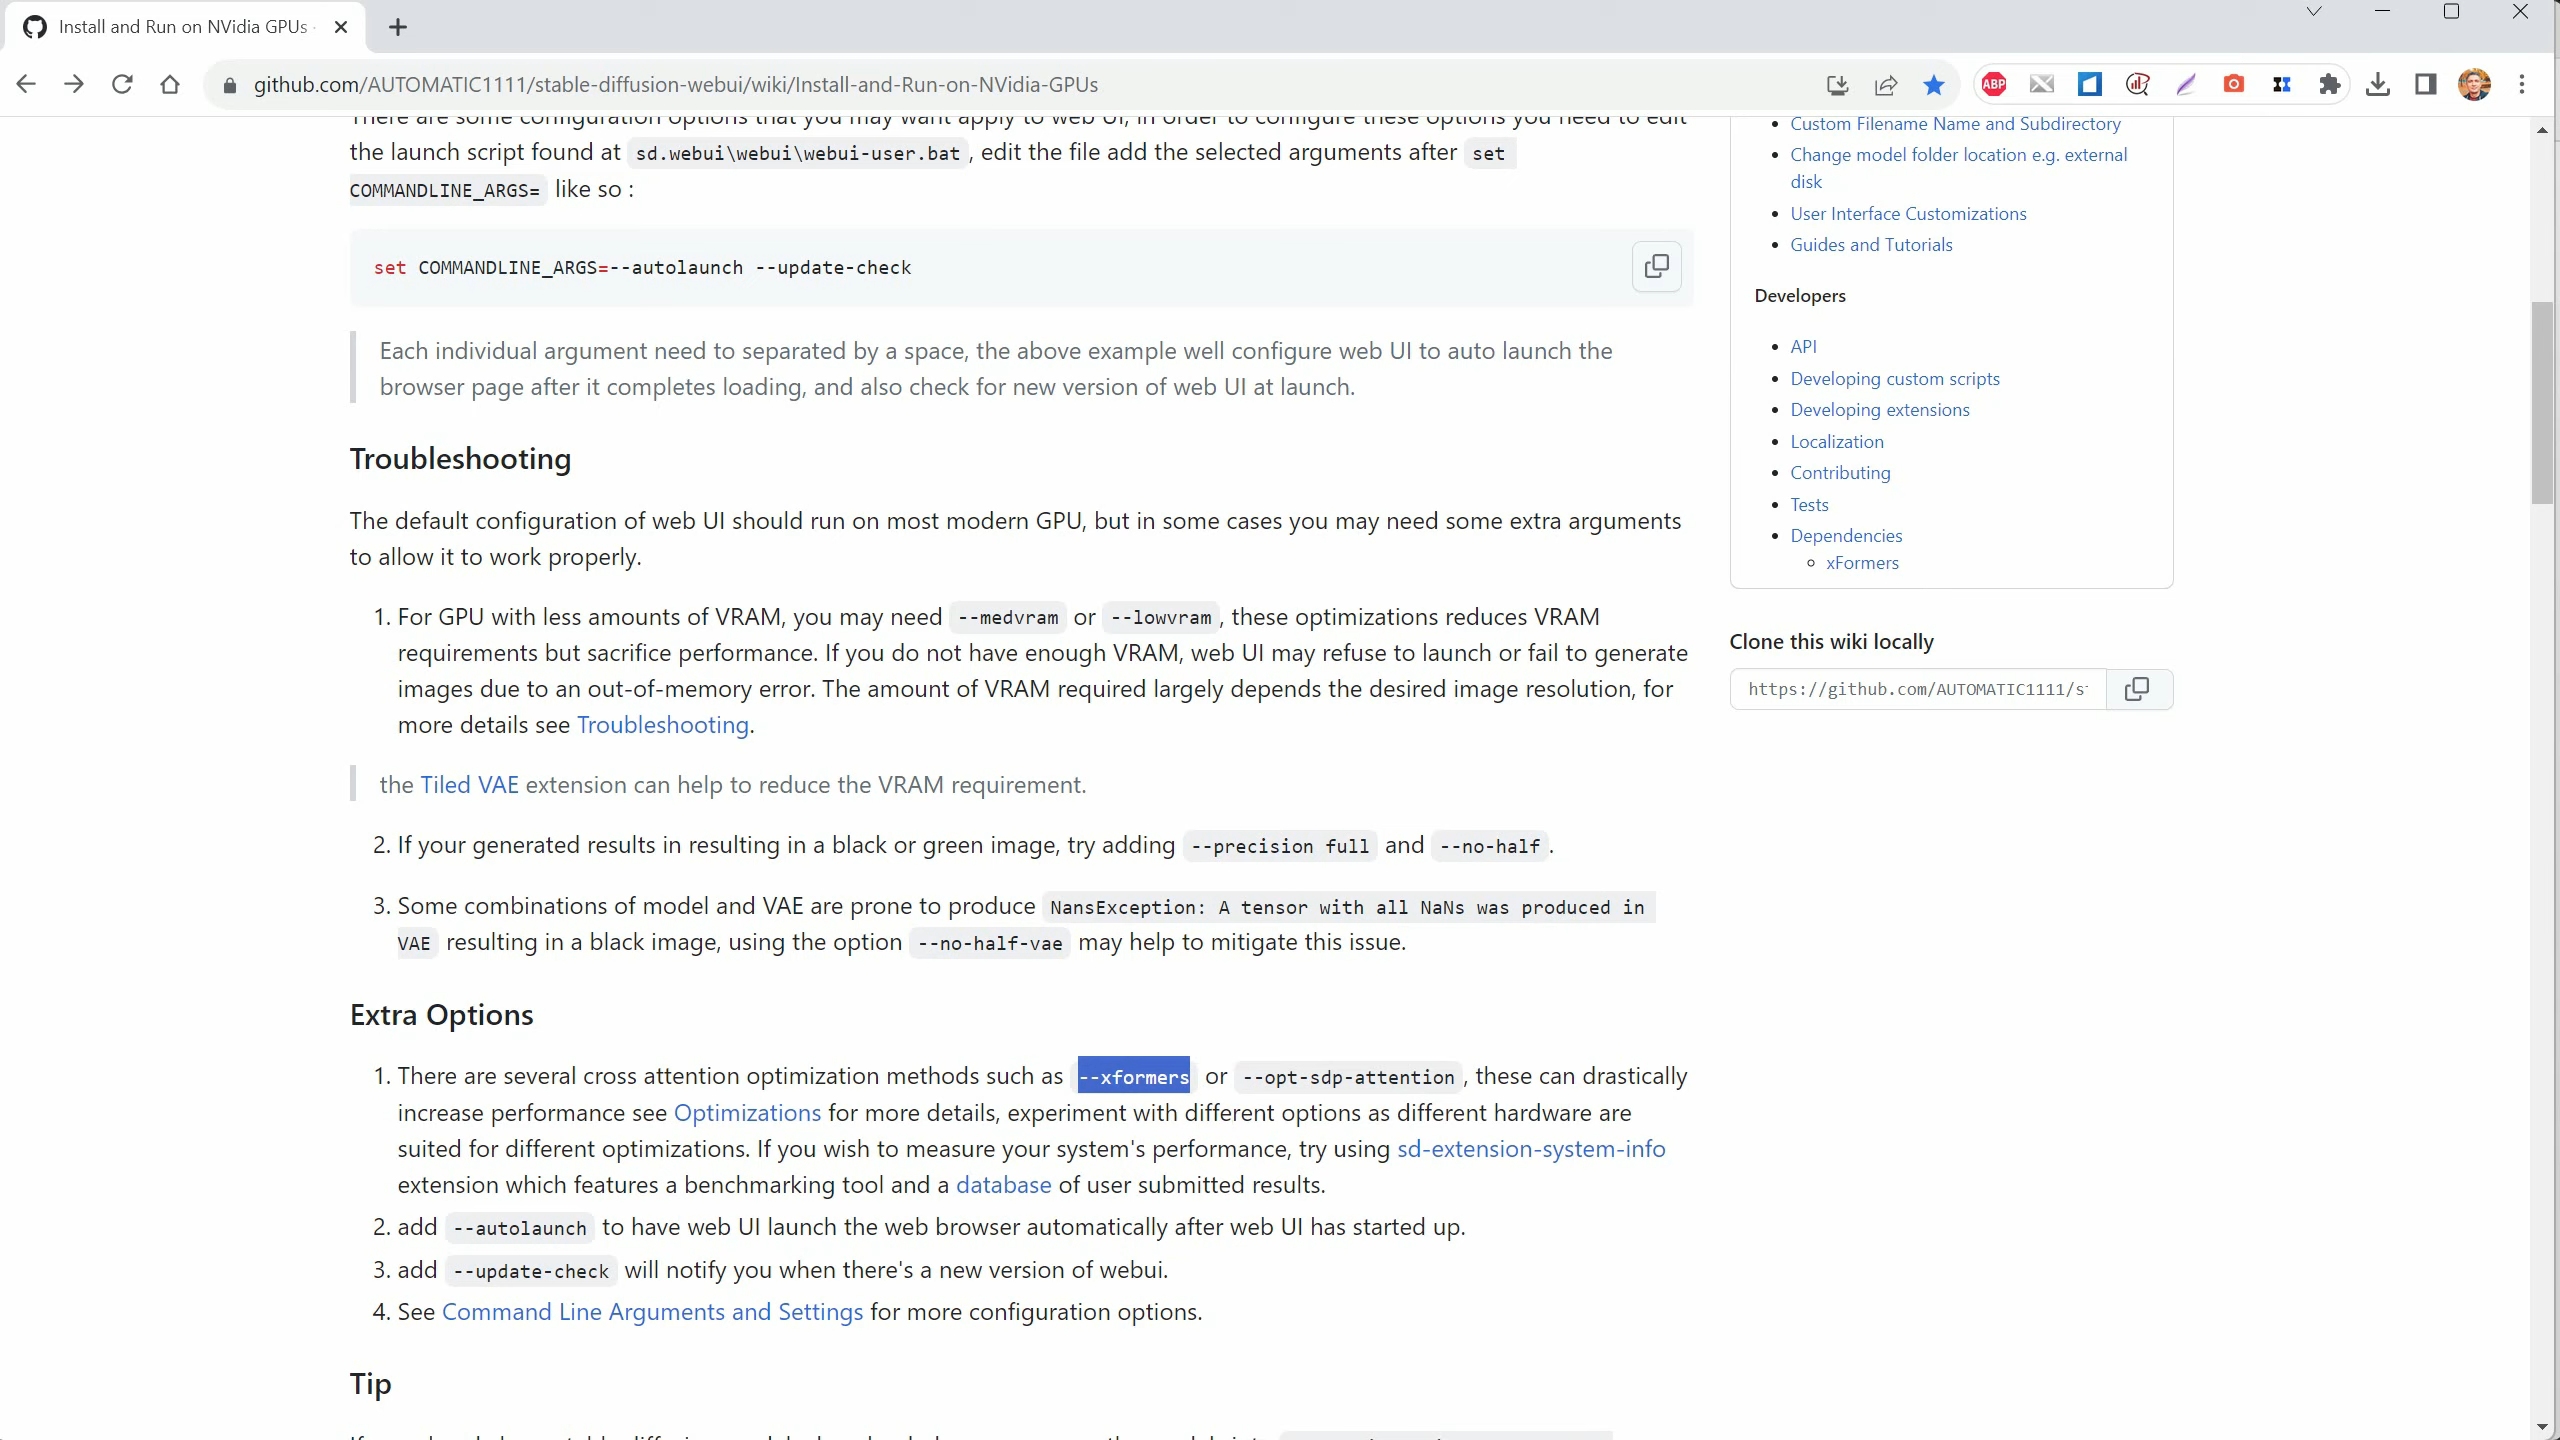 Install and Run on NVidia GPUs
github.com/AUTOMATIC1111/stable-diffusion-webui/wiki/Install-and-Run-on-NVidia-GPUs
ABP
There are some configuration options that you may want apply to web UI, in order to configure these options you need to edit
the launch script found at sd.webui\webui\webui-user.bat, edit the file add the selected arguments after set
COMMANDLINE_ARGS= like so :
set COMMANDLINE_ARGS=--autolaunch --update-check
Each individual argument need to separated by a space, the above example well configure web UI to auto launch the
browser page after it completes loading, and also check for new version of web UI at launch.
Troubleshooting
The default configuration of web UI should run on most modern GPU, but in some cases you may need some extra arguments
to allow it to work properly.
1. For GPU with less amounts of VRAM, you may need --medvram or --lowvram, these optimizations reduces VRAM
requirements but sacrifice performance. If you do not have enough VRAM, web UI may refuse to launch or fail to generate
images due to an out-of-memory error. The amount of VRAM required largely depends the desired image resolution, for
more details see Troubleshooting.
the Tiled VAE extension can help to reduce the VRAM requirement.
2. If your generated results in resulting in a black or green image, try adding --precision full and --no-half.
3. Some combinations of model and VAE are prone to produce NansException: A tensor with all NaNs was produced in
VAE resulting in a black image, using the option --no-half-vae may help to mitigate this issue.
Extra Options
1. There are several cross attention optimization methods such as --xformers or --opt-sdp-attention, these can drastically
increase performance see Optimizations for more details, experiment with different options as different hardware are
suited for different optimizations. If you wish to measure your system's performance, try using sd-extension-system-info
extension which features a benchmarking tool and a database of user submitted results.
2. add --autolaunch to have web UI launch the web browser automatically after web UI has started up.
3. add --update-check will notify you when there's a new version of webui.
4. See Command Line Arguments and Settings for more configuration options.
Tip
Custom Filename Name and Subdirectory
Change model folder location e.g. external
disk
User Interface Customizations
Guides and Tutorials
Developers
API
Developing custom scripts
Developing extensions
Localization
Contributing
Tests
Dependencies
xFormers
Clone this wiki locally
https://github.com/AUTOMATIC1111/s